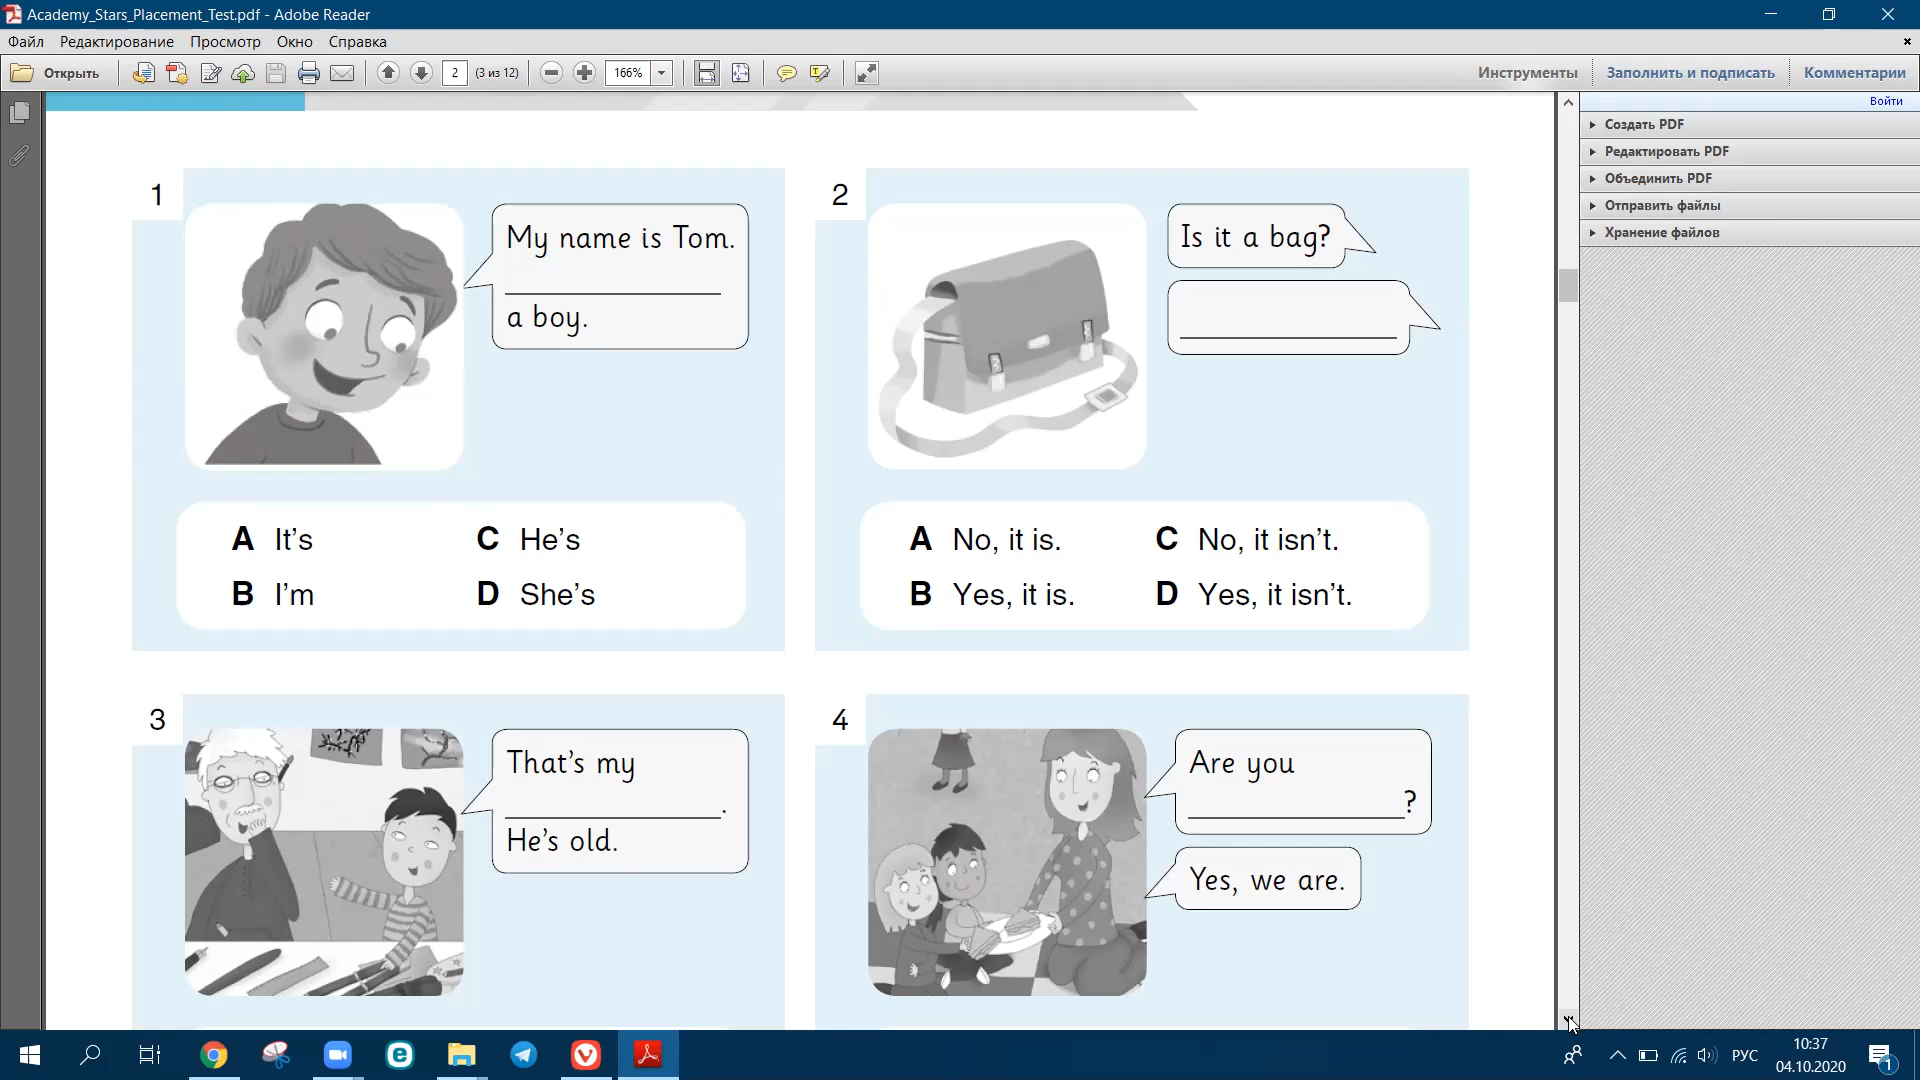 Academy_Stars_Placement_Test.pdf - Adobe Reader
Файл Редактирование Просмотр Окно Справка
Открыть 2 (3 из 12) 166% Инструменты Заполнить и подписать Комментарии
Войти
Создать PDF
Редактировать PDF
Объединить PDF
Отправить файлы
Хранение файлов
1
My name is Tom.
a boy.
A It's C He's
B I'm D She's
2
Is it a bag?
A No, it is. C No, it isn't.
B Yes, it is. D Yes, it isn't.
3
That's my
.
He's old.
4
Are you
?
Yes, we are.
РУС
10:37
04.10.2020
1